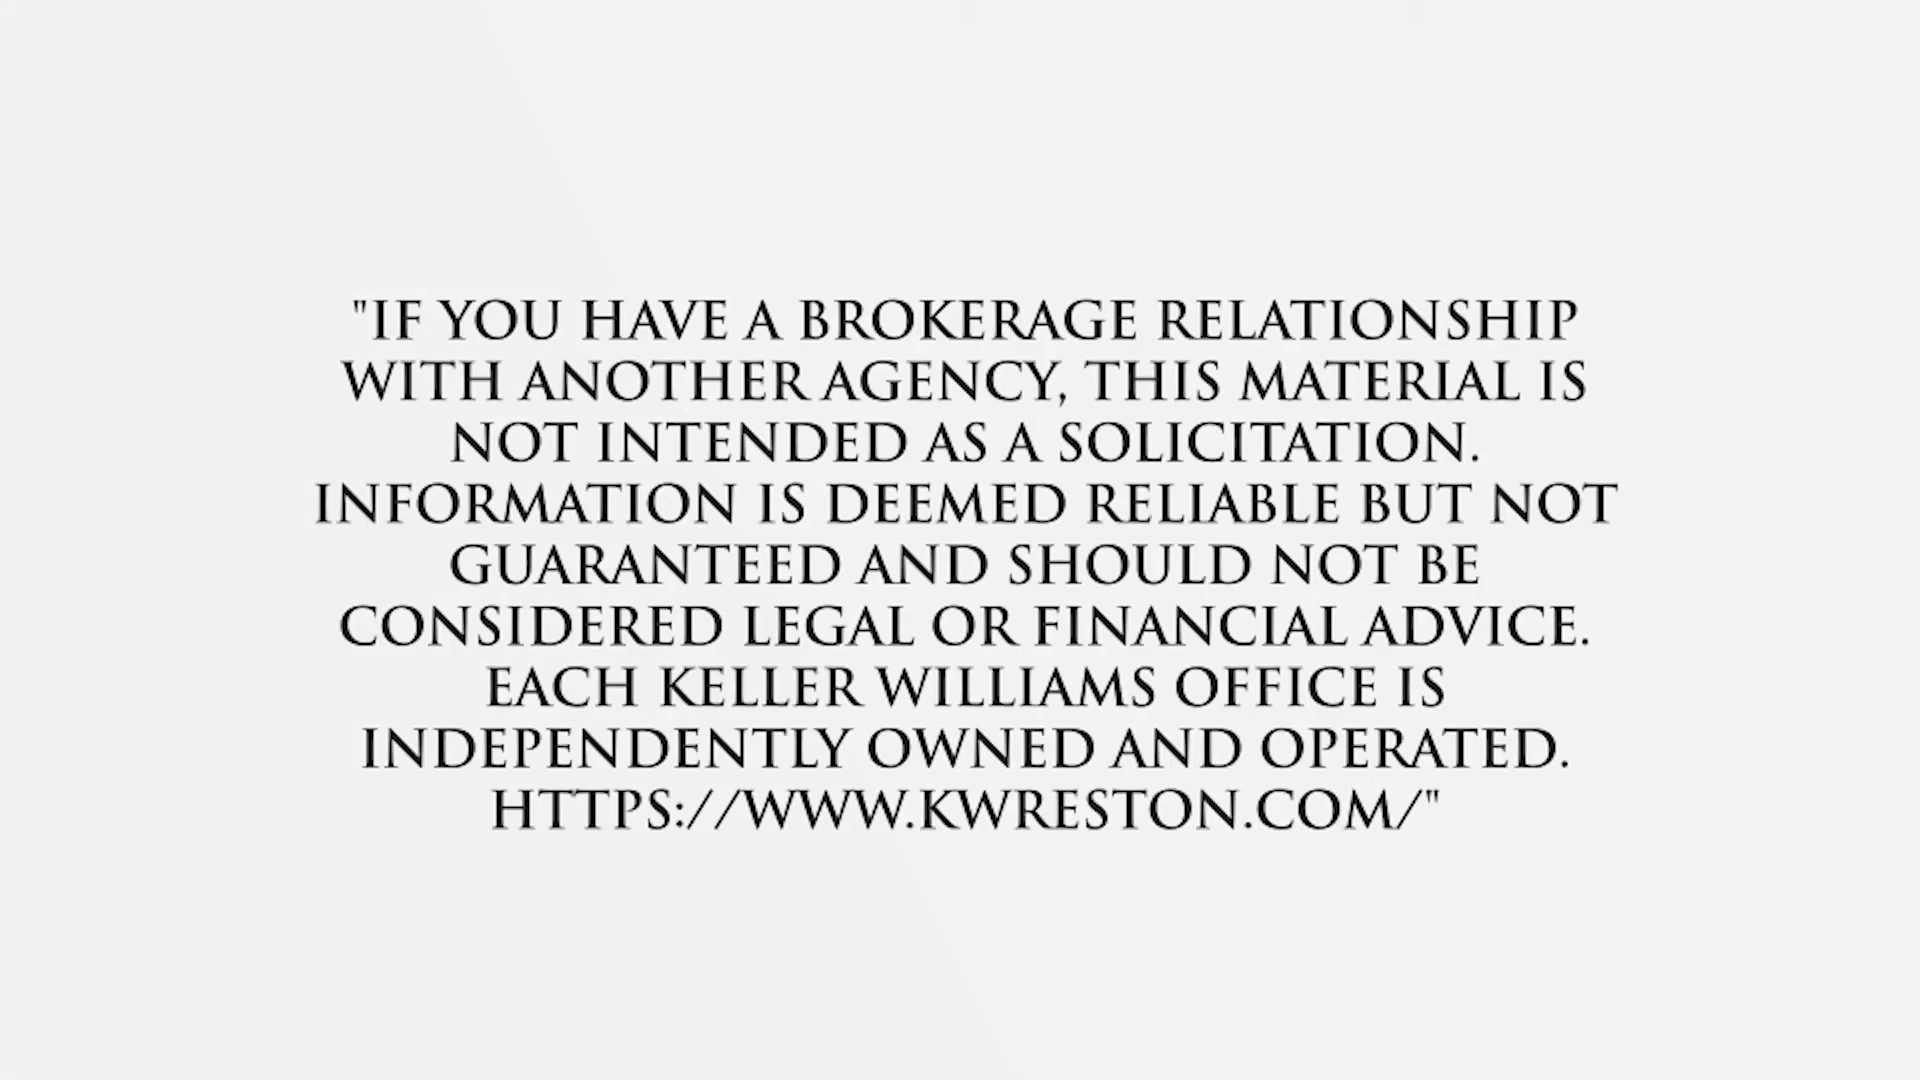 "IF YOU HAVE A BROKERAGE RELATIONSHIP
WITH ANOTHER AGENCY, THIS MATERIAL IS
NOT INTENDED AS A SOLICITATION.
INFORMATION IS DEEMED RELIABLE BUT NOT
GUARANTEED AND SHOULD NOT BE
CONSIDERED LEGAL OR FINANCIAL ADVICE.
EACH KELLER WILLIAMS OFFICE IS
INDEPENDENTLY OWNED AND OPERATED.
HTTPS://WWW.KWRESTON.COM/"